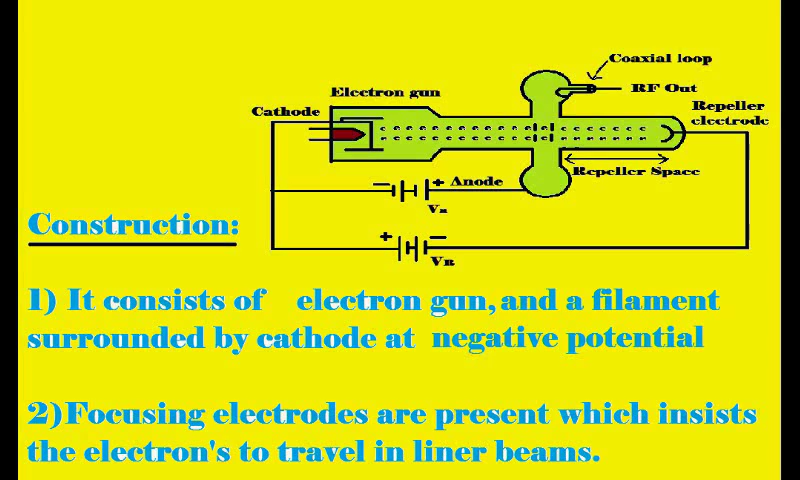 Coaxial loop
RF Out
Electron gun
Cathode
Repeller
electrode
Repeller Space
− + Anode
Va
Construction:
+ −
VR
1) It consists of electron gun, and a filament
surrounded by cathode at negative potential
2)Focusing electrodes are present which insists
the electron's to travel in liner beams.